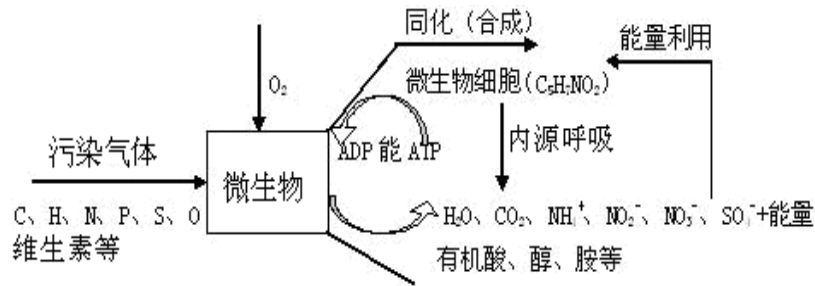 同化（合成）
能量利用
O₂
微生物细胞(C₅H₇NO₂)
污染气体
ADP 能 ATP
内源呼吸
微生物
C、H、N、P、S、O
H₂O、CO₂、NH₄⁺、NO₂⁻、NO₃⁻、SO₄⁻+能量
维生素等
有机酸、醇、胺等